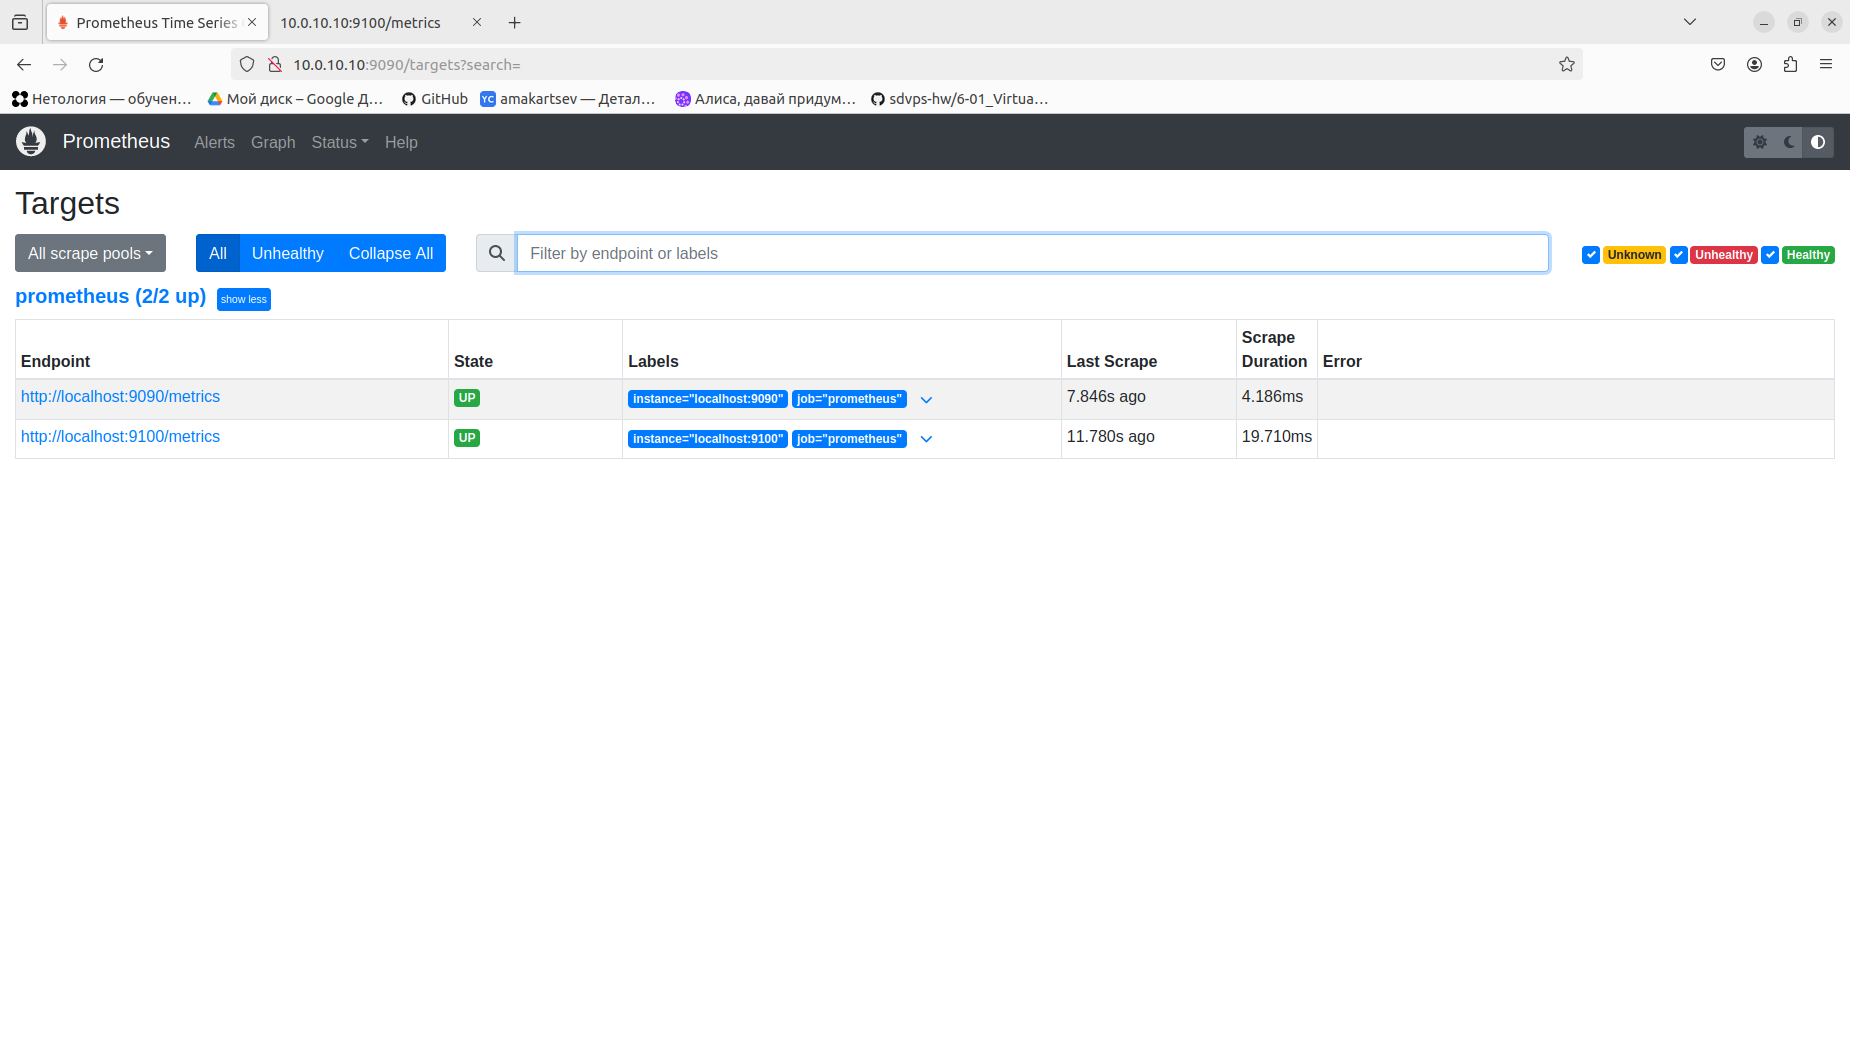 Prometheus Time Series
10.0.10.10:9100/metrics
10.0.10.10:9090/targets?search=
Нетология — обучен… Мой диск – Google Д… GitHub YC amakartsev — Детал… Алиса, давай придум… sdvps-hw/6-01_Virtua…
Prometheus Alerts Graph Status Help
Targets
All scrape pools All Unhealthy Collapse All Filter by endpoint or labels Unknown Unhealthy Healthy
prometheus (2/2 up) show less
Endpoint State Labels Last Scrape Scrape Duration Error
http://localhost:9090/metrics UP instance="localhost:9090" job="prometheus" 7.846s ago 4.186ms
http://localhost:9100/metrics UP instance="localhost:9100" job="prometheus" 11.780s ago 19.710ms